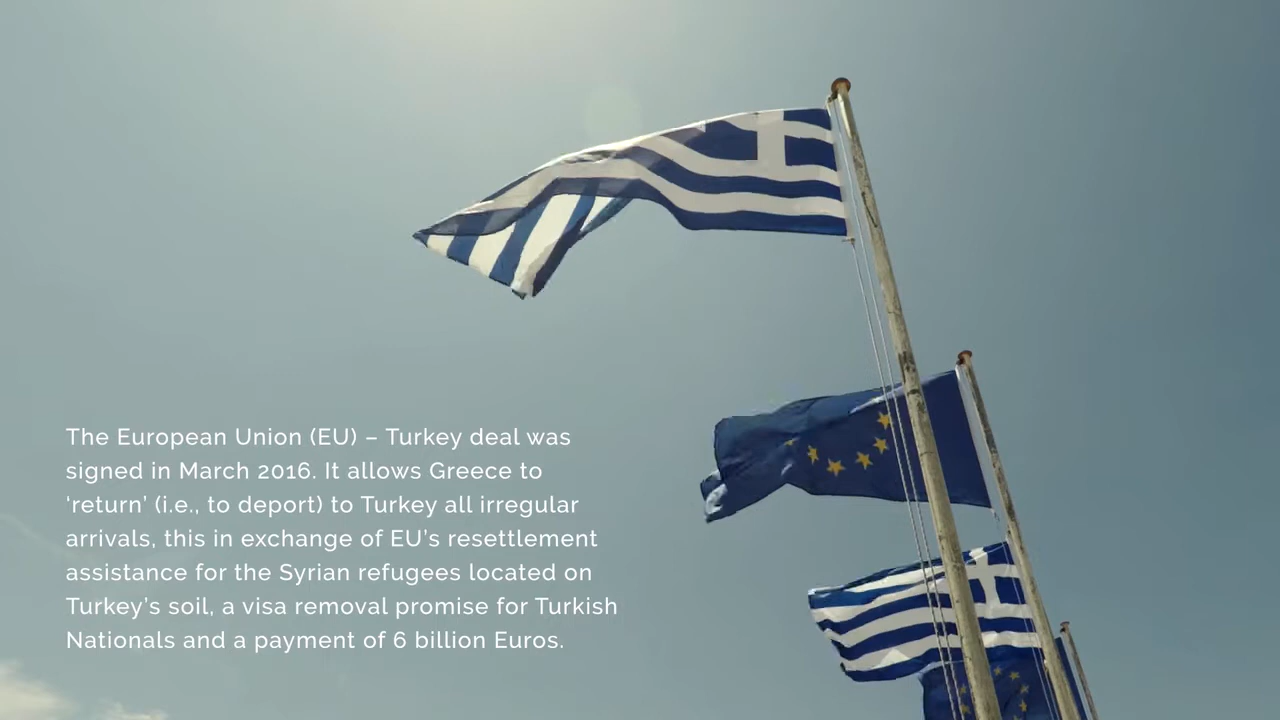 The European Union (EU) – Turkey deal was
signed in March 2016. It allows Greece to
‘return’ (i.e., to deport) to Turkey all irregular
arrivals, this in exchange of EU’s resettlement
assistance for the Syrian refugees located on
Turkey’s soil, a visa removal promise for Turkish
Nationals and a payment of 6 billion Euros.